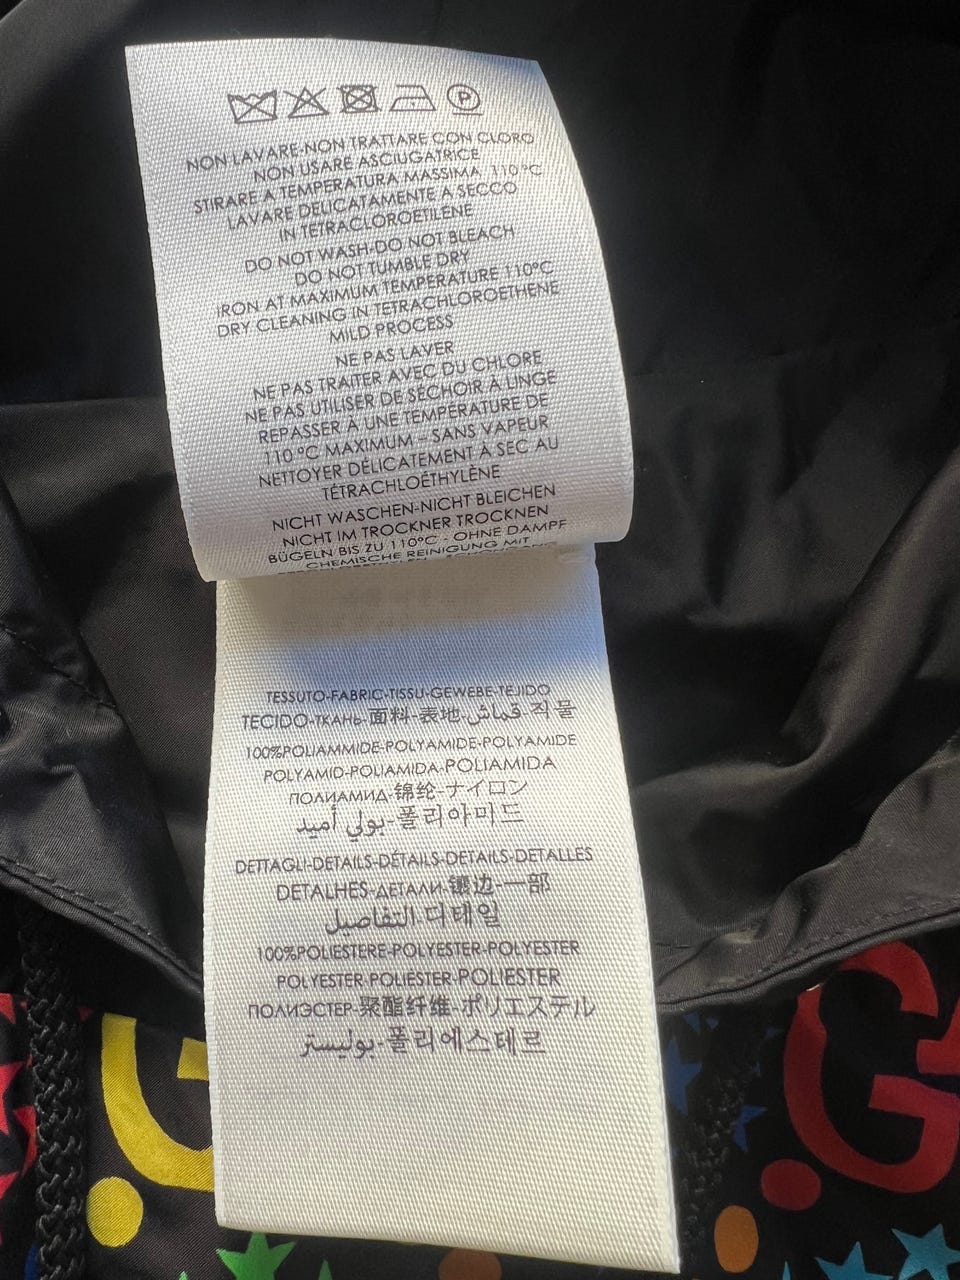 P
NON LAVARE-NON TRATTARE CON CLORO
NON USARE ASCIUGATRICE
STIRARE A TEMPERATURA MASSIMA 110 °C
LAVARE DELICATAMENTE A SECCO
IN TETRACLOROETILENE
DO NOT WASH-DO NOT BLEACH
DO NOT TUMBLE DRY
IRON AT MAXIMUM TEMPERATURE 110°C
DRY CLEANING IN TETRACHLOROETHENE
MILD PROCESS
NE PAS LAVER
NE PAS TRAITER AVEC DU CHLORE
NE PAS UTILISER DE SÉCHOIR À LINGE
REPASSER À UNE TEMPÉRATURE DE
110 °C MAXIMUM – SANS VAPEUR
NETTOYER DÉLICATEMENT À SEC AU
TÉTRACHLOÉTHYLÈNE
NICHT WASCHEN-NICHT BLEICHEN
NICHT IM TROCKNER TROCKNEN
BÜGELN BIS ZU 110°C - OHNE DAMPF
CHEMISCHE REINIGUNG MIT
TESSUTO-FABRIC-TISSU-GEWEBE-TEJIDO
TECIDO-ТКАНЬ-面料-表地-قماش-직물
100%POLIAMMIDE-POLYAMIDE-POLYAMIDE
POLYAMID-POLIAMIDA-POLIAMIDA
ПОЛИАМИД-锦纶-ナイロン
بولي أميد-폴리아미드
DETTAGLI-DETAILS-DÉTAILS-DETAILS-DETALLES
DETALHES-ДЕТАЛИ-镶边-一部
التفاصيل-디테일
100%POLIESTERE-POLYESTER-POLYESTER
POLYESTER-POLIESTER-POLIESTER
ПОЛИЭСТЕР-聚酯纤维-ポリエステル
بوليستر-폴리에스테르
G
G